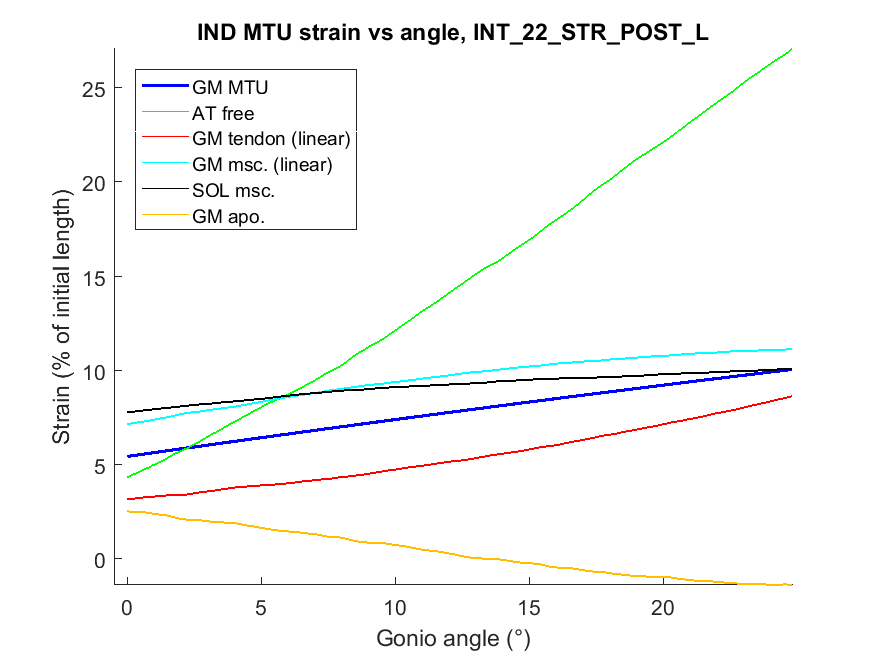 IND MTU strain vs angle, INT_22_STR_POST_L
GM MTU
AT free
GM tendon (linear)
GM msc. (linear)
SOL msc.
GM apo.
Strain (% of initial length)
25
20
15
10
5
0
0 5 10 15 20
Gonio angle (°)